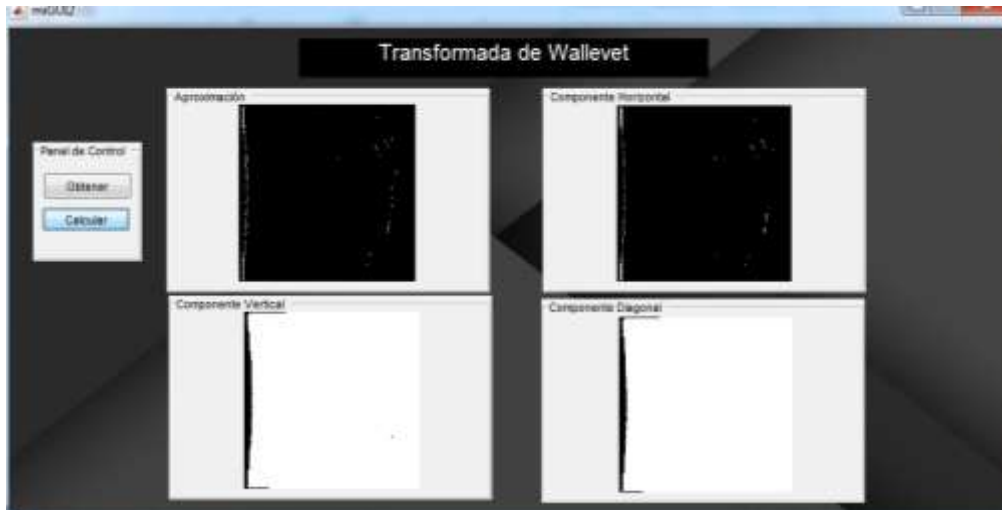 Transformada de Wallevet
Aproximación
Componente Horizontal
Panel de Control
Obtener
Calcular
Componente Vertical
Componente Diagonal